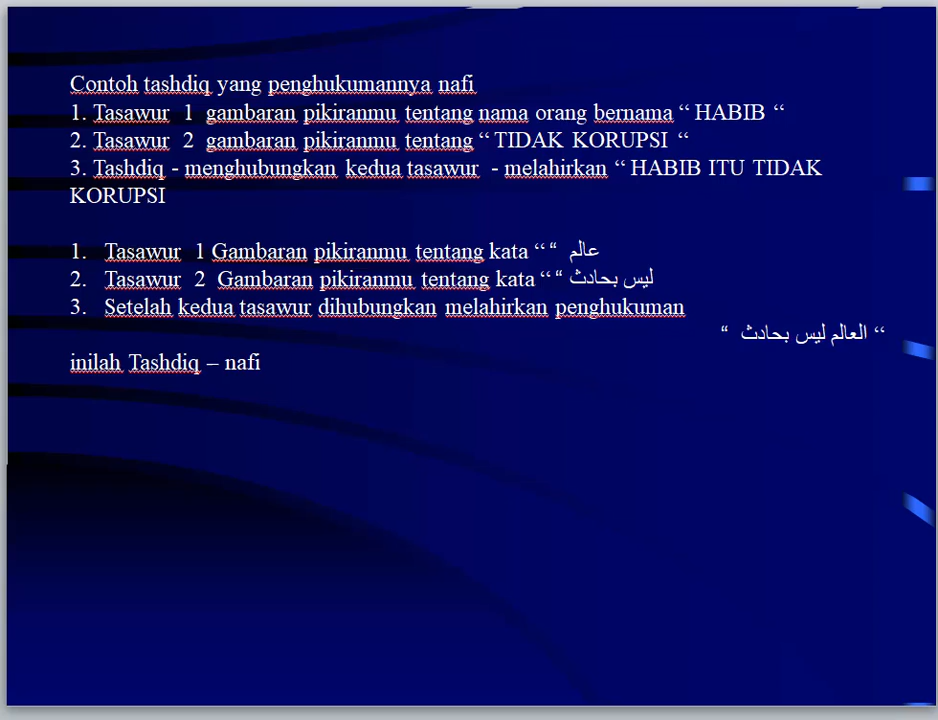 Contoh tashdiq yang penghukumannya nafi
1. Tasawur 1 gambaran pikiranmu tentang nama orang bernama “ HABIB “
2. Tasawur 2 gambaran pikiranmu tentang “ TIDAK KORUPSI “
3. Tashdiq - menghubungkan kedua tasawur - melahirkan “ HABIB ITU TIDAK
KORUPSI
1. Tasawur 1 Gambaran pikiranmu tentang kata “ “ عالم
2. Tasawur 2 Gambaran pikiranmu tentang kata “ “ ليس بحادث
3. Setelah kedua tasawur dihubungkan melahirkan penghukuman
“ العالم ليس بحادث “
inilah Tashdiq – nafi